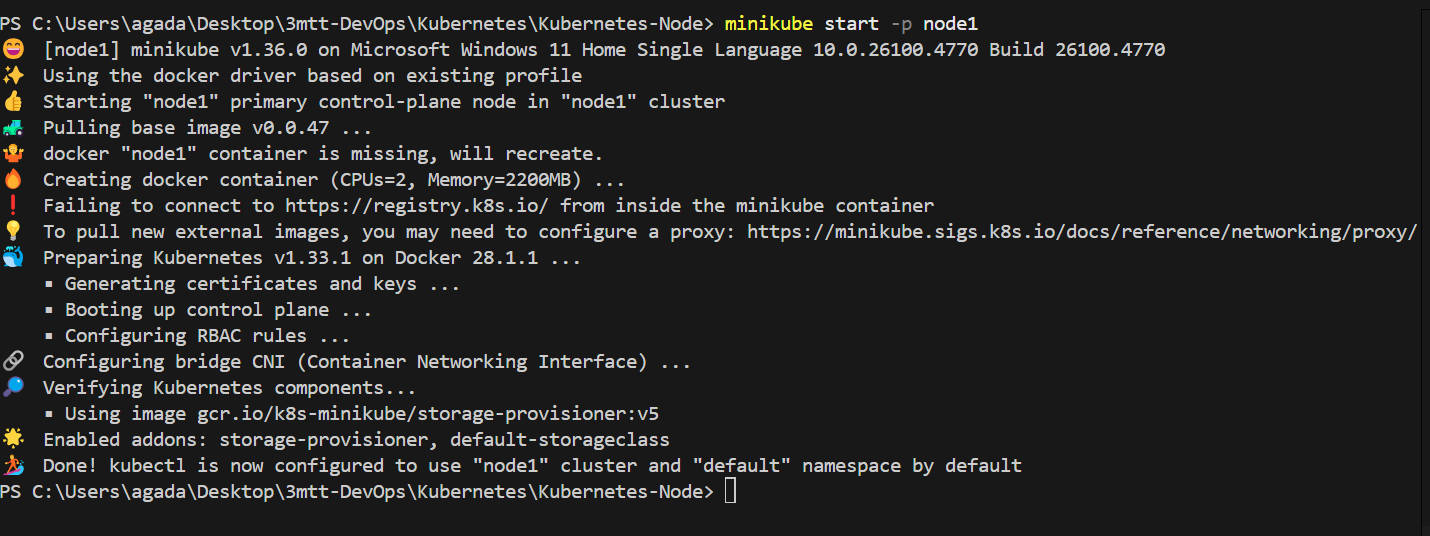 PS C:\Users\agada\Desktop\3mtt-DevOps\Kubernetes\Kubernetes-Node> minikube start -p node1
😄 [node1] minikube v1.36.0 on Microsoft Windows 11 Home Single Language 10.0.26100.4770 Build 26100.4770
✨ Using the docker driver based on existing profile
👍 Starting "node1" primary control-plane node in "node1" cluster
🚜 Pulling base image v0.0.47 ...
🤷 docker "node1" container is missing, will recreate.
🔥 Creating docker container (CPUs=2, Memory=2200MB) ...
❗ Failing to connect to https://registry.k8s.io/ from inside the minikube container
💡 To pull new external images, you may need to configure a proxy: https://minikube.sigs.k8s.io/docs/reference/networking/proxy/
🐳 Preparing Kubernetes v1.33.1 on Docker 28.1.1 ...
▪ Generating certificates and keys ...
▪ Booting up control plane ...
▪ Configuring RBAC rules ...
🔗 Configuring bridge CNI (Container Networking Interface) ...
🔎 Verifying Kubernetes components...
▪ Using image gcr.io/k8s-minikube/storage-provisioner:v5
🌟 Enabled addons: storage-provisioner, default-storageclass
🏄 Done! kubectl is now configured to use "node1" cluster and "default" namespace by default
PS C:\Users\agada\Desktop\3mtt-DevOps\Kubernetes\Kubernetes-Node>